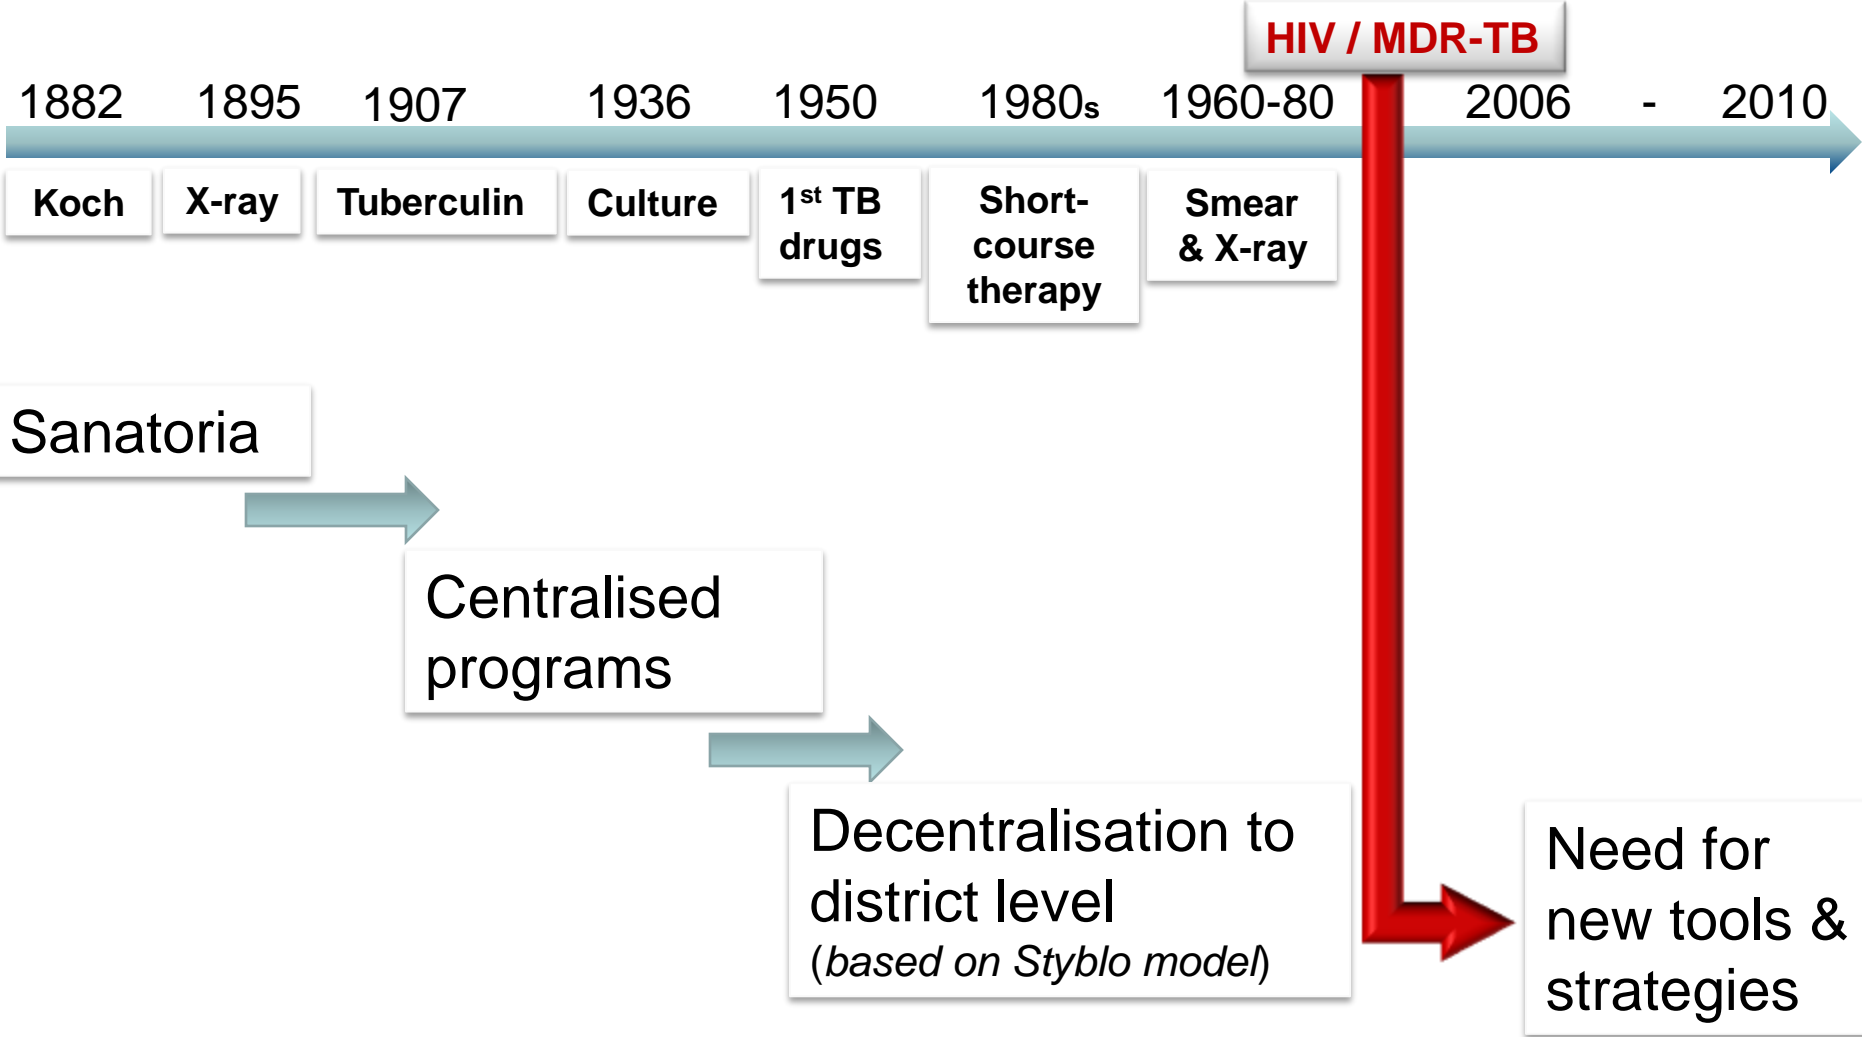 HIV / MDR-TB
1882 1895 1907 1936 1950 1980s 1960-80 2006 - 2010
Koch
X-ray
Tuberculin
Culture
1st TB
drugs
Short-
course
therapy
Smear
& X-ray
Sanatoria
Centralised
programs
Decentralisation to
district level
(based on Styblo model)
Need for
new tools &
strategies